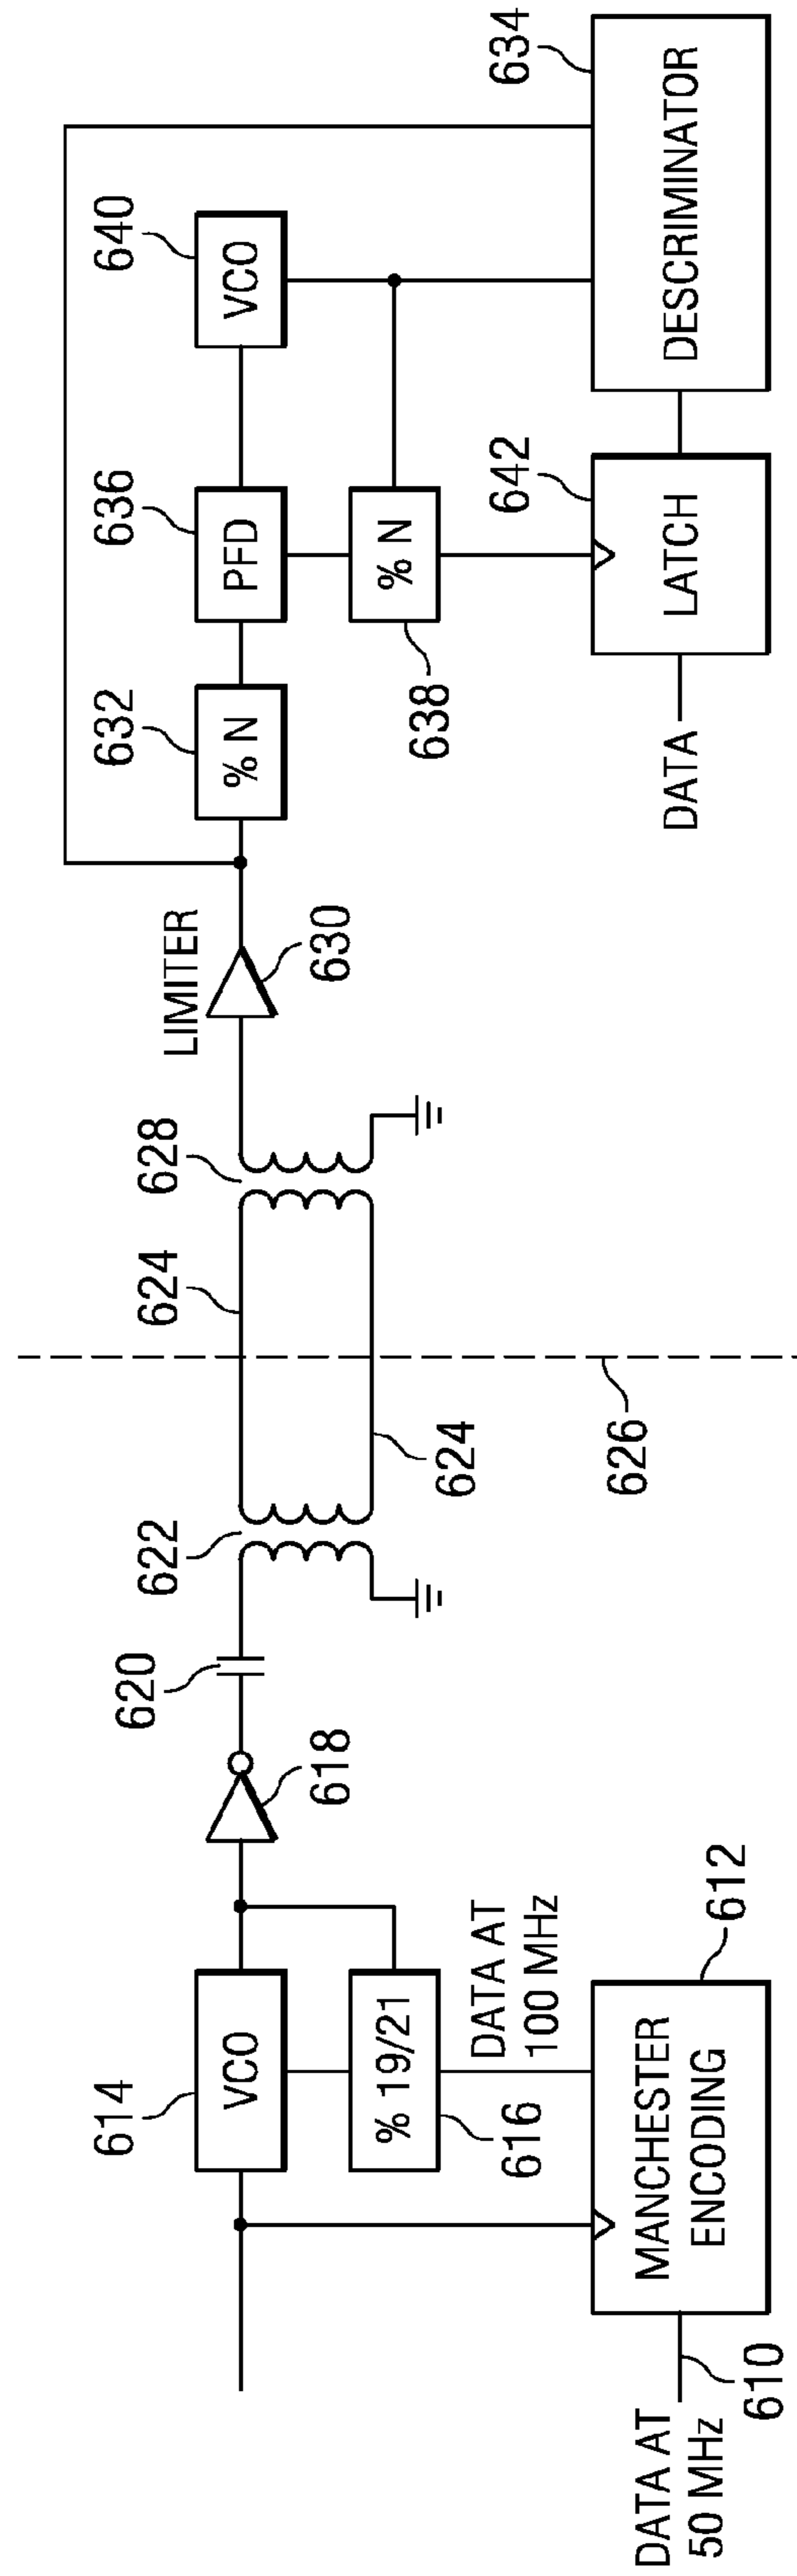 614
620
622
624
628
LIMITER
632
636
640
VCO
% N
PFD
VCO
618
630
% 19/21
% N
624
638
616
DATA AT
100 MHz
642
634
626
DATA AT
50 MHz
610
MANCHESTER
ENCODING
612
DATA
LATCH
DESCRIMINATOR